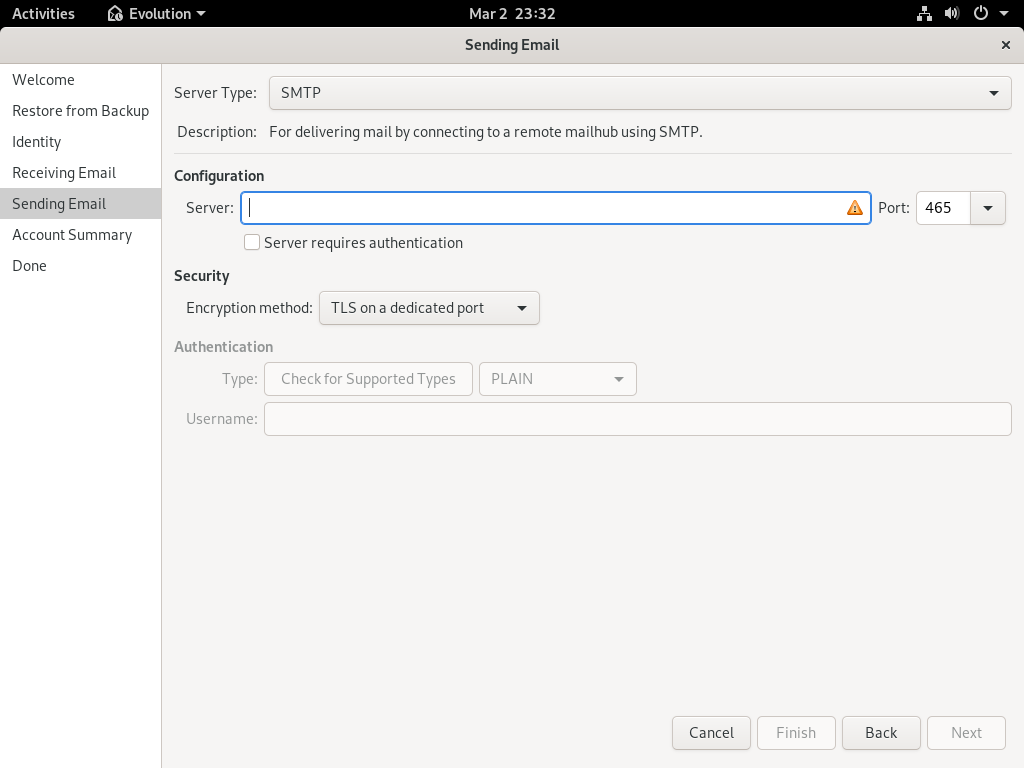 Activities Evolution Mar 2 23:32
Sending Email
Welcome
Restore from Backup
Identity
Receiving Email
Sending Email
Account Summary
Done
Server Type: SMTP
Description: For delivering mail by connecting to a remote mailhub using SMTP.
Configuration
Server: Port: 465
Server requires authentication
Security
Encryption method: TLS on a dedicated port
Authentication
Type: Check for Supported Types PLAIN
Username:
Cancel Finish Back Next